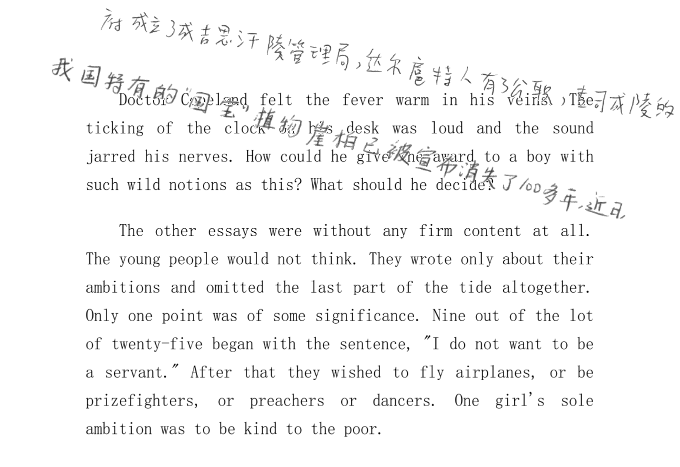 府成立了成吉思汗陵管理局,达尔扈特人有了公职,专司成陵的
我国特有的“国宝”植物崖柏已被宣布消失了100多年,近日,
Doctor Copeland felt the fever warm in his veins. The
ticking of the clock on his desk was loud and the sound
jarred his nerves. How could he give the award to a boy with
such wild notions as this? What should he decide?
The other essays were without any firm content at all.
The young people would not think. They wrote only about their
ambitions and omitted the last part of the tide altogether.
Only one point was of some significance. Nine out of the lot
of twenty-five began with the sentence, "I do not want to be
a servant." After that they wished to fly airplanes, or be
prizefighters, or preachers or dancers. One girl's sole
ambition was to be kind to the poor.